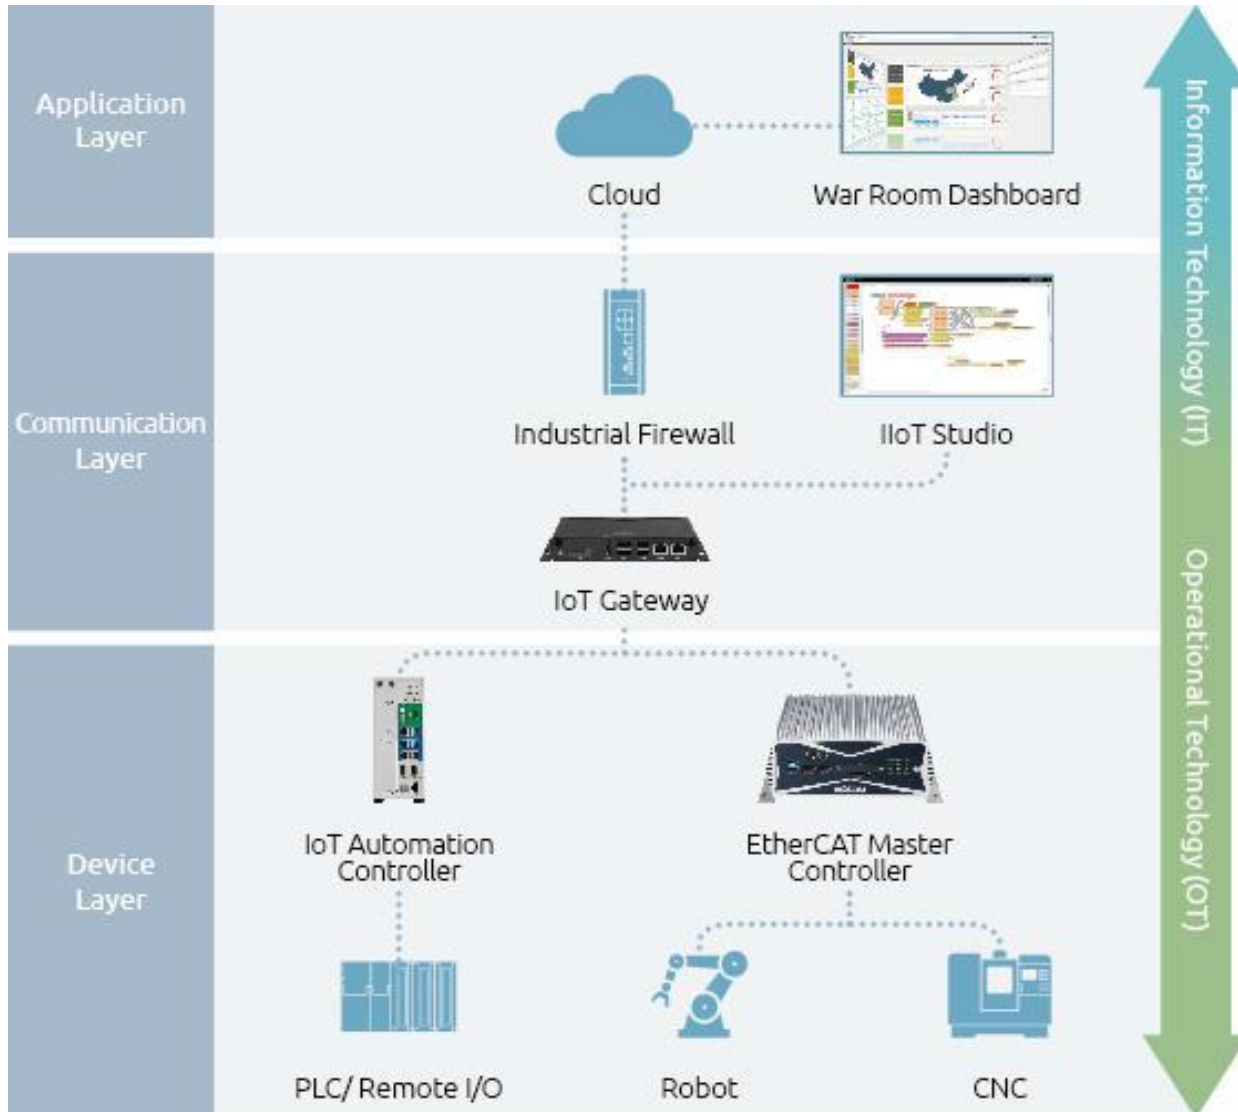 Application
Layer
Cloud
War Room Dashboard
Information Technology (IT)
Communication
Layer
Industrial Firewall
IIoT Studio
IoT Gateway
Operational Technology (OT)
Device
Layer
IoT Automation
Controller
EtherCAT Master
Controller
PLC/ Remote I/O
Robot
CNC